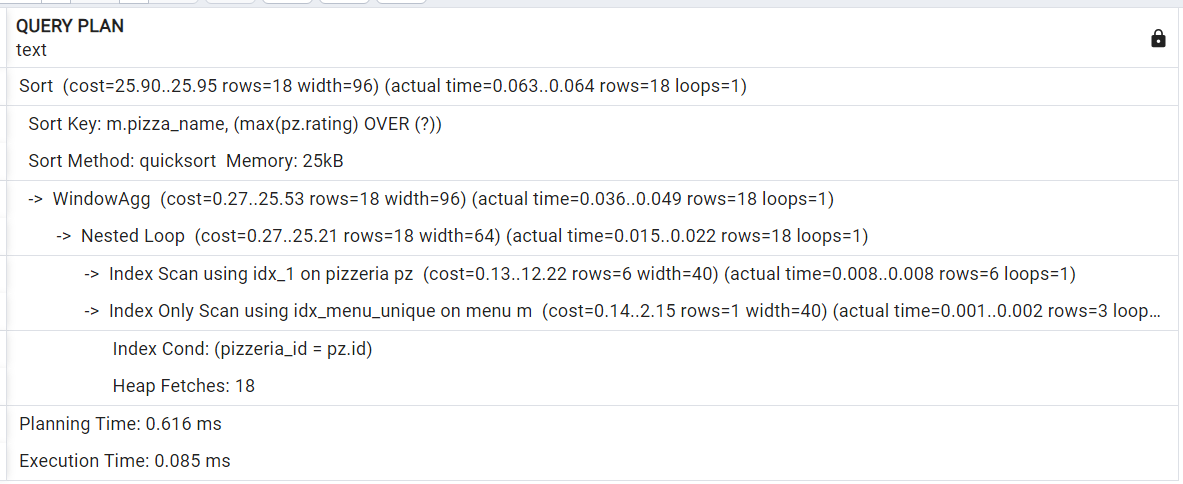 QUERY PLAN
text
Sort (cost=25.90..25.95 rows=18 width=96) (actual time=0.063..0.064 rows=18 loops=1)
Sort Key: m.pizza_name, (max(pz.rating) OVER (?))
Sort Method: quicksort Memory: 25kB
-> WindowAgg (cost=0.27..25.53 rows=18 width=96) (actual time=0.036..0.049 rows=18 loops=1)
-> Nested Loop (cost=0.27..25.21 rows=18 width=64) (actual time=0.015..0.022 rows=18 loops=1)
-> Index Scan using idx_1 on pizzeria pz (cost=0.13..12.22 rows=6 width=40) (actual time=0.008..0.008 rows=6 loops=1)
-> Index Only Scan using idx_menu_unique on menu m (cost=0.14..2.15 rows=1 width=40) (actual time=0.001..0.002 rows=3 loop...
Index Cond: (pizzeria_id = pz.id)
Heap Fetches: 18
Planning Time: 0.616 ms
Execution Time: 0.085 ms